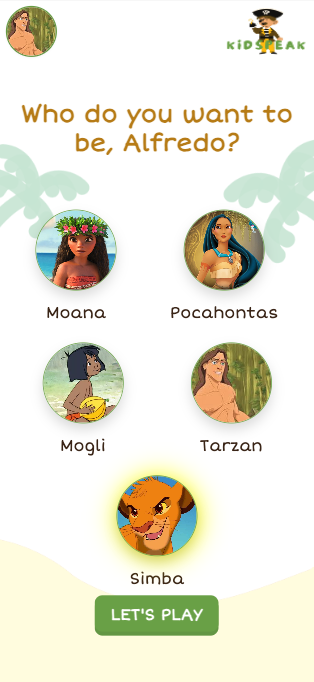 KIDSPEAK
Who do you want to
be, Alfredo?
Moana
Pocahontas
Mogli
Tarzan
Simba
LET'S PLAY